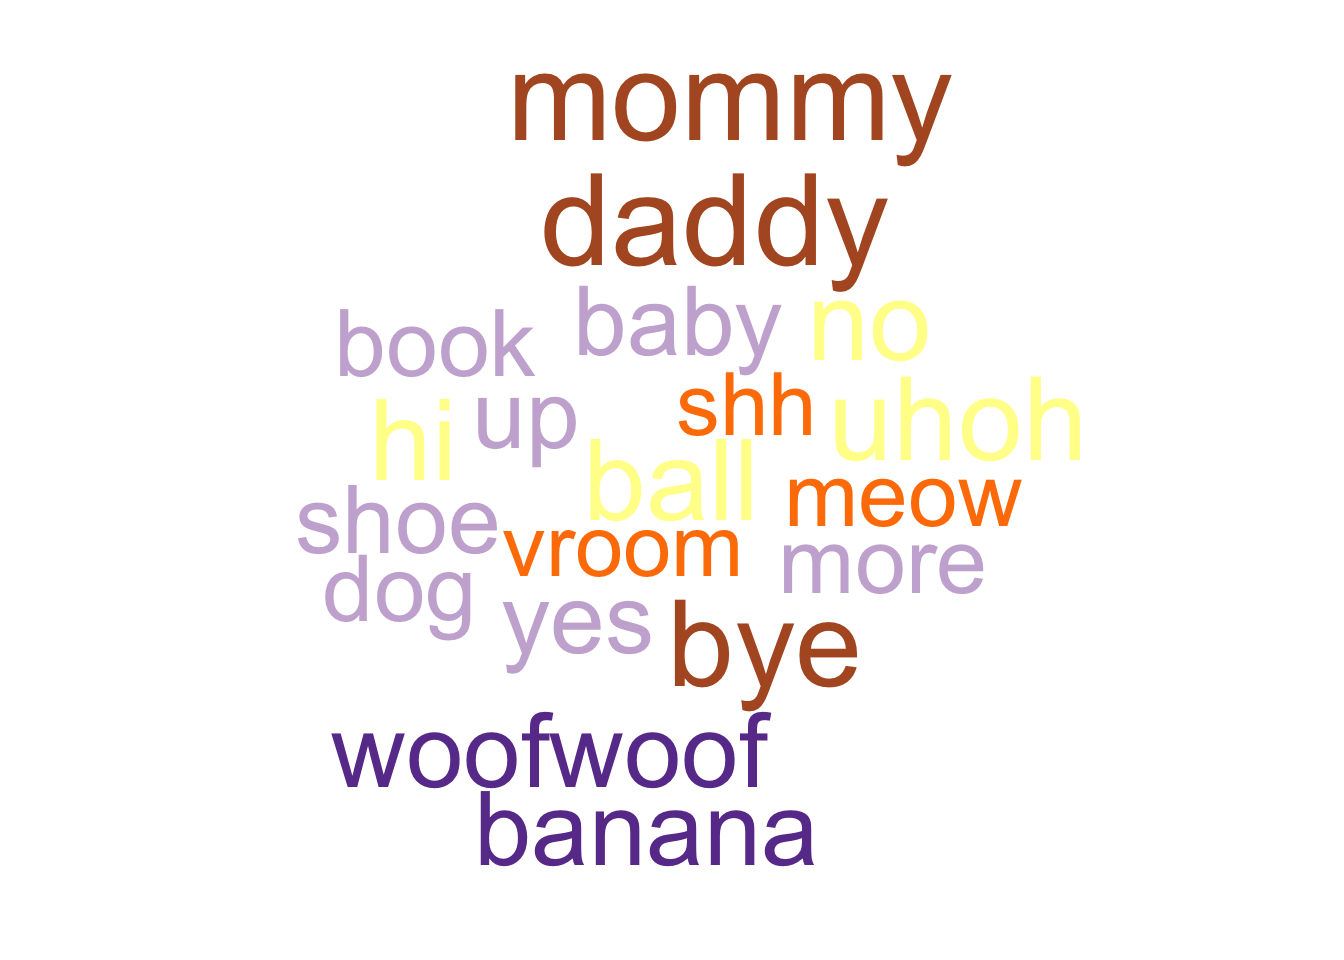 mommy
daddy
book baby no
hi up shh uhoh
ball meow
shoe vroom more
dog yes bye
woofwoof
banana